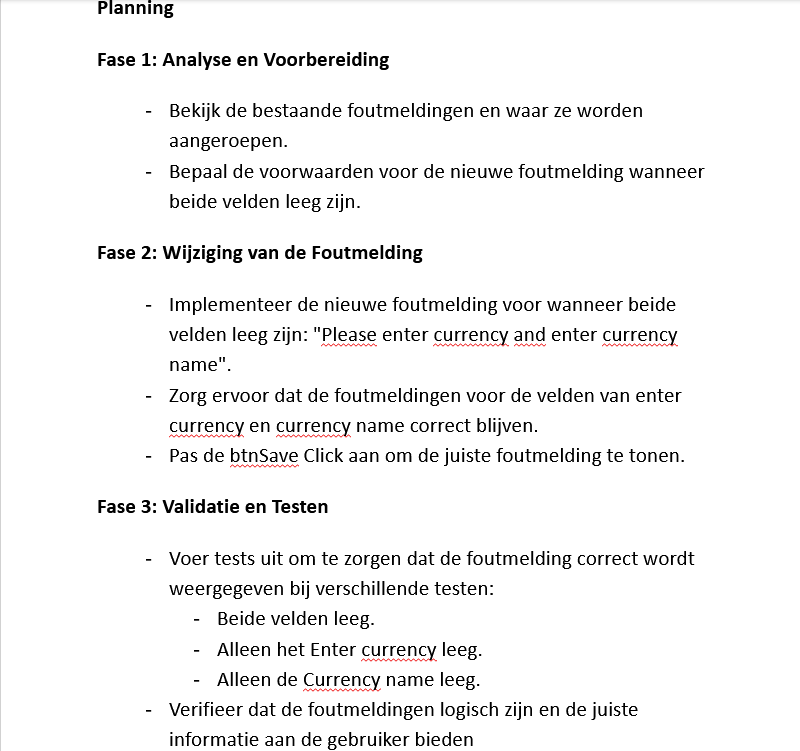 Planning
Fase 1: Analyse en Voorbereiding
- Bekijk de bestaande foutmeldingen en waar ze worden
aangeroepen.
- Bepaal de voorwaarden voor de nieuwe foutmelding wanneer
beide velden leeg zijn.
Fase 2: Wijziging van de Foutmelding
- Implementeer de nieuwe foutmelding voor wanneer beide
velden leeg zijn: "Please enter currency and enter currency
name".
- Zorg ervoor dat de foutmeldingen voor de velden van enter
currency en currency name correct blijven.
- Pas de btnSave Click aan om de juiste foutmelding te tonen.
Fase 3: Validatie en Testen
- Voer tests uit om te zorgen dat de foutmelding correct wordt
weergegeven bij verschillende testen:
- Beide velden leeg.
- Alleen het Enter currency leeg.
- Alleen de Currency name leeg.
- Verifieer dat de foutmeldingen logisch zijn en de juiste
informatie aan de gebruiker bieden